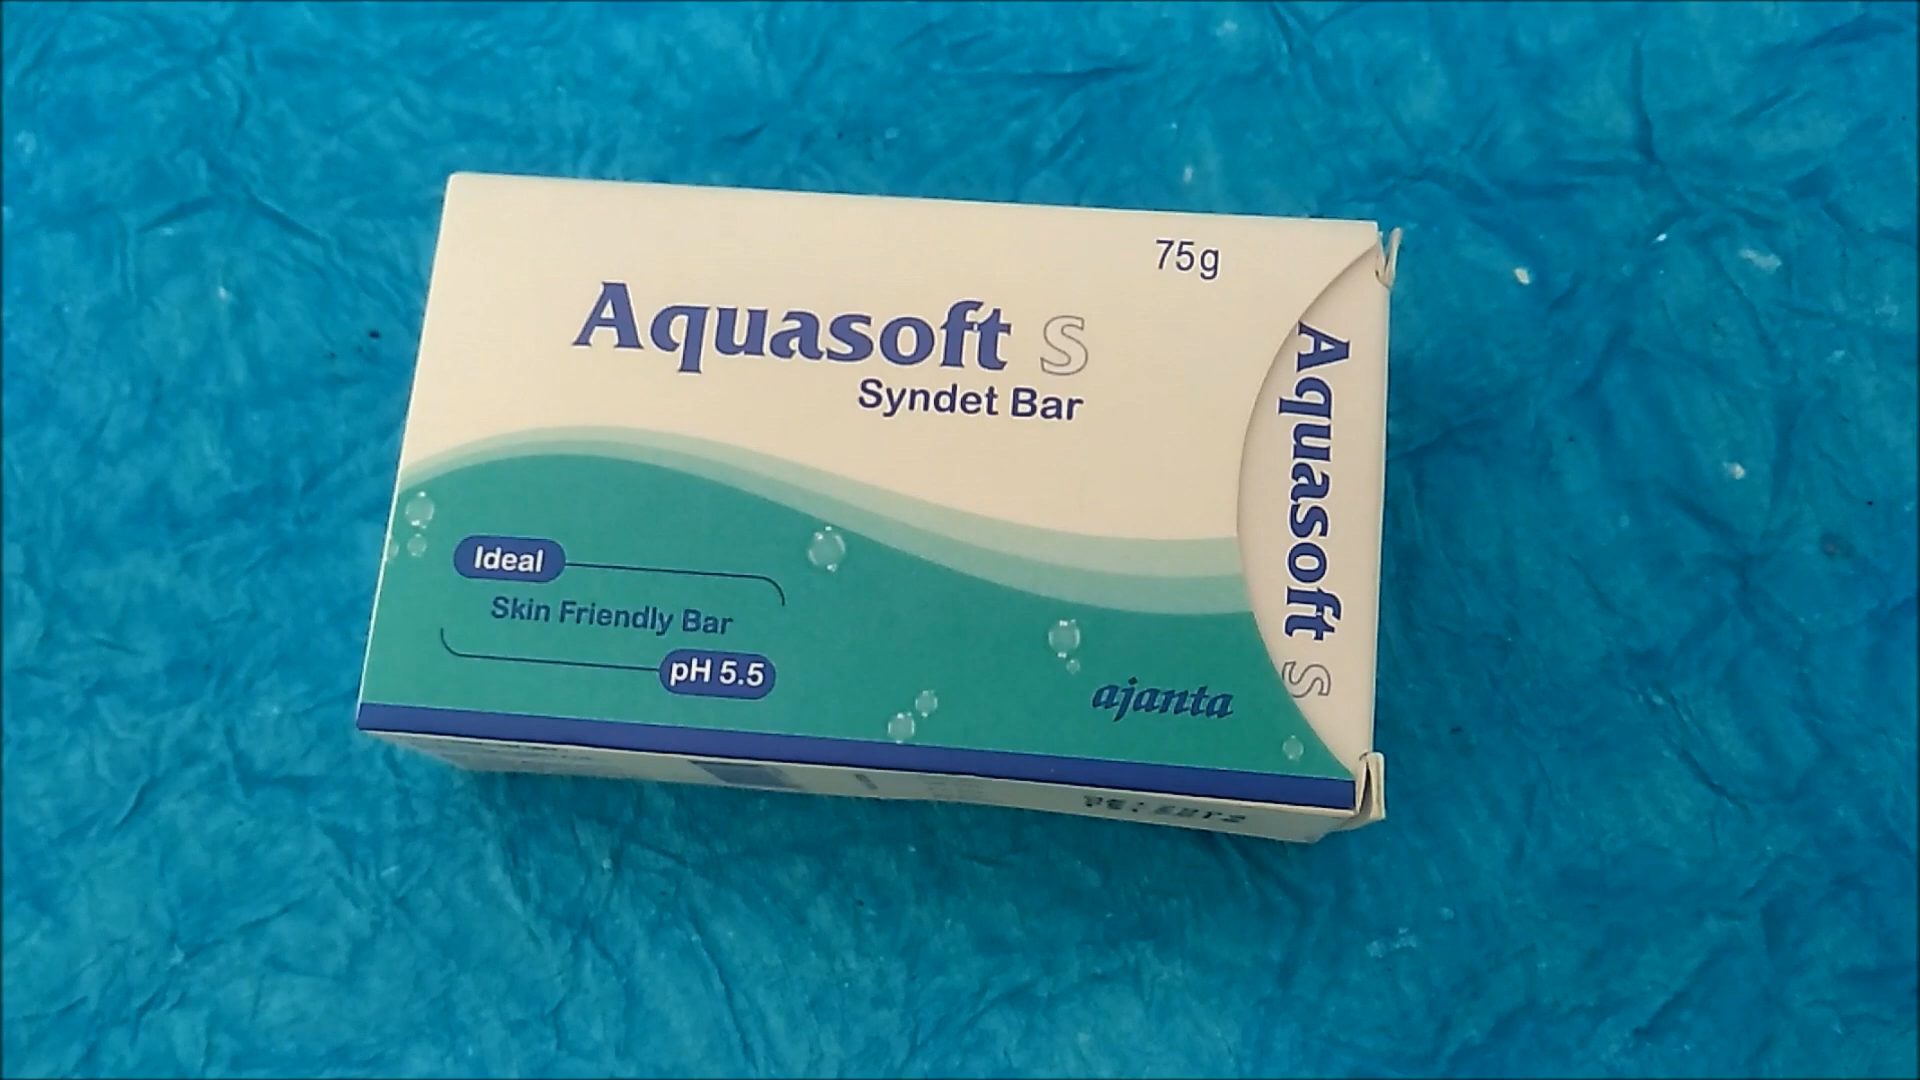 75g
Aquasoft S
Syndet Bar
Ideal
Skin Friendly Bar
pH 5.5
ajanta
Aquasoft S